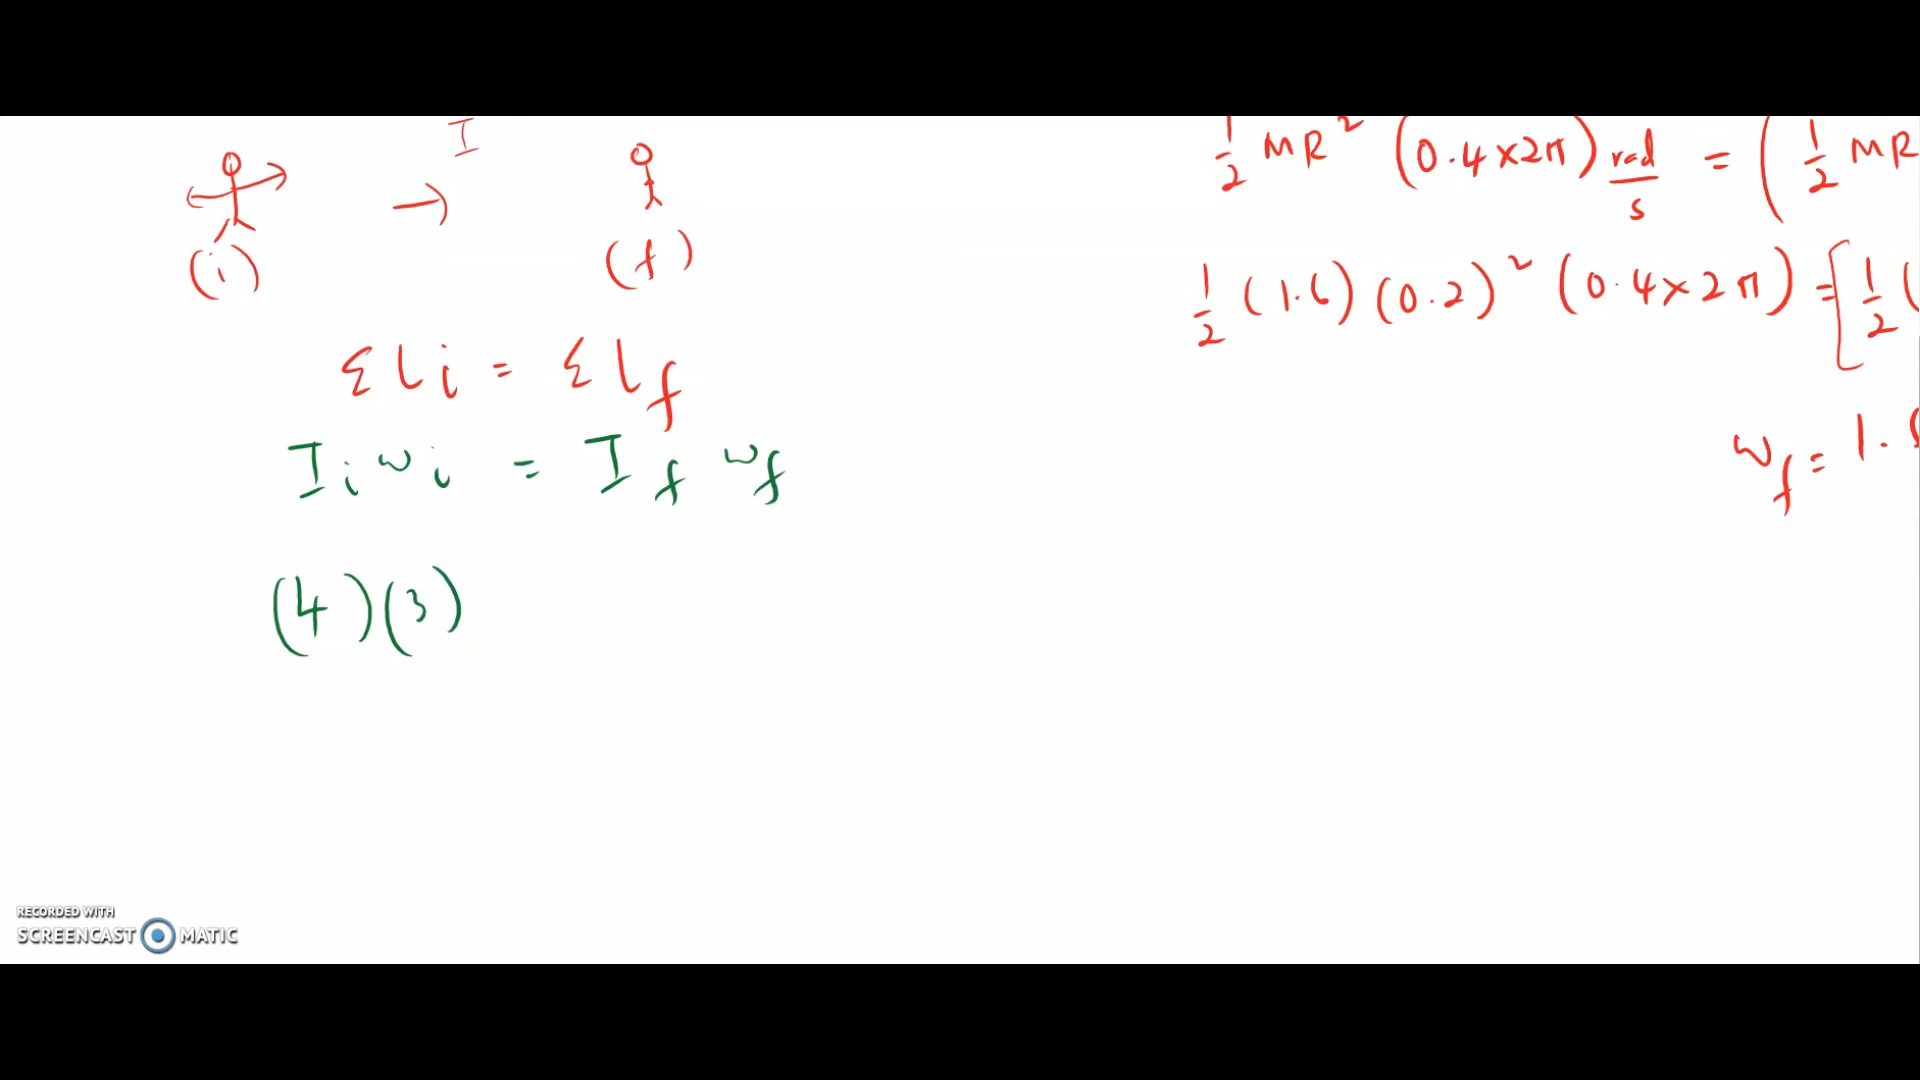 I
→
(i) (f)
ΣLi = ΣLf
Iiωi = If ωf
(4)(3)
1/2 MR² (0.4×2π) rad/s = ( 1/2 MR
1/2 (1.6)(0.2)² (0.4×2π) = [ 1/2 (
ωf = 1.
RECORDED WITH
SCREENCAST MATIC